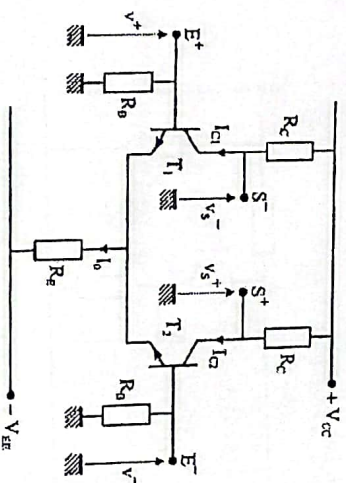 + V_CC
R_C
R_C
I_C1
S⁻
S⁺
I_C2
v_s⁻
v_s⁺
E⁺
T₁
T₂
E⁻
v⁺
R_B
R_B
v⁻
I₀
R_E
− V_EE